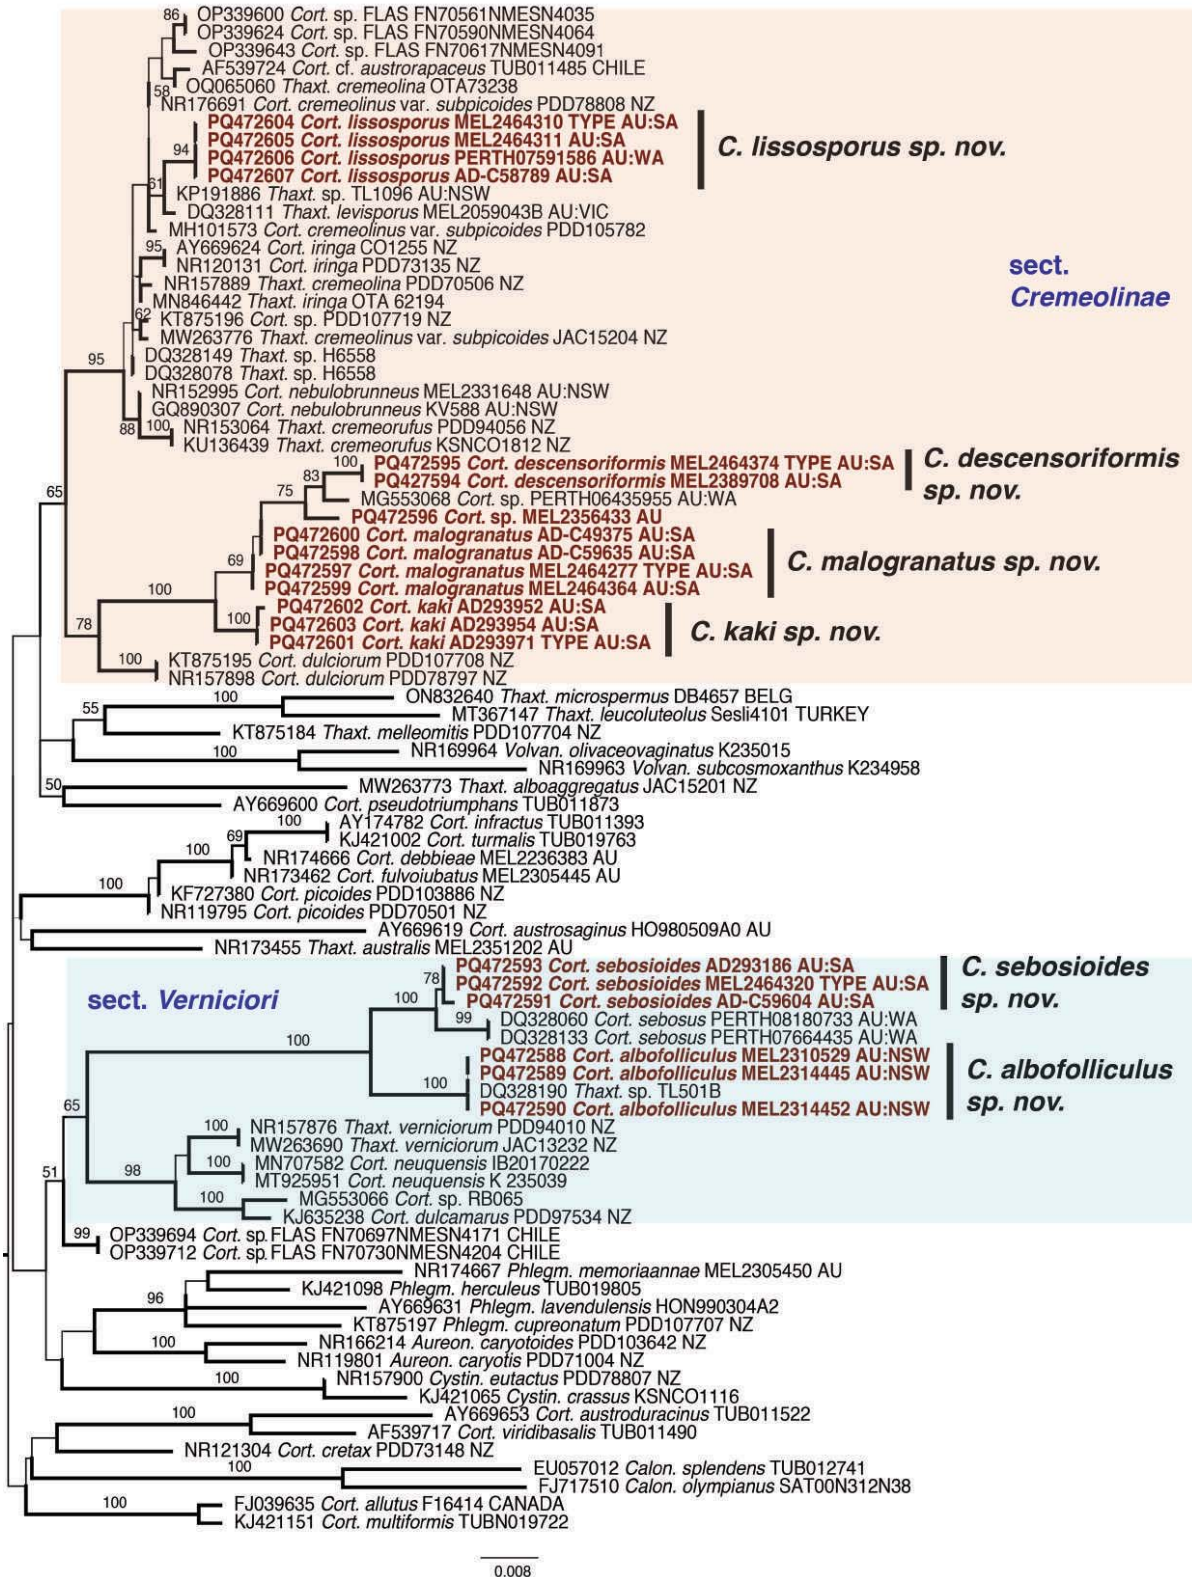 86
OP339600 Cort. sp. FLAS FN70561NMESN4035
OP339624 Cort. sp. FLAS FN70590NMESN4064
OP339643 Cort. sp. FLAS FN70617NMESN4091
AF539724 Cort. cf. austrorapaceus TUB011485 CHILE
58
OQ065060 Thaxt. cremeolina OTA73238
NR176691 Cort. cremeolinus var. subpicoides PDD78808 NZ
PQ472604 Cort. lissosporus MEL2464310 TYPE AU:SA
PQ472605 Cort. lissosporus MEL2464311 AU:SA
94
PQ472606 Cort. lissosporus PERTH07591586 AU:WA
PQ472607 Cort. lissosporus AD-C58789 AU:SA
C. lissosporus sp. nov.
61
KP191886 Thaxt. sp. TL1096 AU:NSW
DQ328111 Thaxt. levisporus MEL2059043B AU:VIC
MH101573 Cort. cremeolinus var. subpicoides PDD105782
95
AY669624 Cort. iringa CO1255 NZ
NR120131 Cort. iringa PDD73135 NZ
NR157889 Thaxt. cremeolina PDD70506 NZ
MN846442 Thaxt. iringa OTA 62194
sect.
Cremeolinae
62
KT875196 Cort. sp. PDD107719 NZ
MW263776 Thaxt. cremeolinus var. subpicoides JAC15204 NZ
95
DQ328149 Thaxt. sp. H6558
DQ328078 Thaxt. sp. H6558
NR152995 Cort. nebulobrunneus MEL2331648 AU:NSW
GQ890307 Cort. nebulobrunneus KV588 AU:NSW
88
100
NR153064 Thaxt. cremeorufus PDD94056 NZ
KU136439 Thaxt. cremeorufus KSNCO1812 NZ
100
PQ472595 Cort. descensoriformis MEL2464374 TYPE AU:SA
PQ427594 Cort. descensoriformis MEL2389708 AU:SA
C. descensoriformis
sp. nov.
83
75
MG553068 Cort. sp. PERTH06435955 AU:WA
65
PQ472596 Cort. sp. MEL2356433 AU
PQ472600 Cort. malogranatus AD-C49375 AU:SA
PQ472598 Cort. malogranatus AD-C59635 AU:SA
69
PQ472597 Cort. malogranatus MEL2464277 TYPE AU:SA
PQ472599 Cort. malogranatus MEL2464364 AU:SA
C. malogranatus sp. nov.
100
PQ472602 Cort. kaki AD293952 AU:SA
100
PQ472603 Cort. kaki AD293954 AU:SA
PQ472601 Cort. kaki AD293971 TYPE AU:SA
C. kaki sp. nov.
78
100
KT875195 Cort. dulciorum PDD107708 NZ
NR157898 Cort. dulciorum PDD78797 NZ
100
ON832640 Thaxt. microspermus DB4657 BELG
55
MT367147 Thaxt. leucoluteolus Sesli4101 TURKEY
KT875184 Thaxt. melleomitis PDD107704 NZ
100
NR169964 Volvan. olivaceovaginatus K235015
NR169963 Volvan. subcosmoxanthus K234958
50
MW263773 Thaxt. alboaggregatus JAC15201 NZ
AY669600 Cort. pseudotriumphans TUB011873
100
AY174782 Cort. infractus TUB011393
69
KJ421002 Cort. turmalis TUB019763
100
NR174666 Cort. debbieae MEL2236383 AU
NR173462 Cort. fulvoiubatus MEL2305445 AU
100
KF727380 Cort. picoides PDD103886 NZ
NR119795 Cort. picoides PDD70501 NZ
AY669619 Cort. austrosaginus HO980509A0 AU
NR173455 Thaxt. australis MEL2351202 AU
sect. Verniciori
78
PQ472593 Cort. sebosioides AD293186 AU:SA
PQ472592 Cort. sebosioides MEL2464320 TYPE AU:SA
100
PQ472591 Cort. sebosioides AD-C59604 AU:SA
C. sebosioides
sp. nov.
99
DQ328060 Cort. sebosus PERTH08180733 AU:WA
DQ328133 Cort. sebosus PERTH07664435 AU:WA
100
PQ472588 Cort. albofolliculus MEL2310529 AU:NSW
PQ472589 Cort. albofolliculus MEL2314445 AU:NSW
100
DQ328190 Thaxt. sp. TL501B
PQ472590 Cort. albofolliculus MEL2314452 AU:NSW
C. albofolliculus
sp. nov.
65
100
NR157876 Thaxt. verniciorum PDD94010 NZ
MW263690 Thaxt. verniciorum JAC13232 NZ
100
MN707582 Cort. neuquensis IB20170222
MT925951 Cort. neuquensis K 235039
51
98
100
MG553066 Cort. sp. RB065
KJ635238 Cort. dulcamarus PDD97534 NZ
99
OP339694 Cort. sp. FLAS FN70697NMESN4171 CHILE
OP339712 Cort. sp. FLAS FN70730NMESN4204 CHILE
NR174667 Phlegm. memoriaannae MEL2305450 AU
KJ421098 Phlegm. herculeus TUB019805
96
AY669631 Phlegm. lavendulensis HON990304A2
KT875197 Phlegm. cupreonatum PDD107707 NZ
100
NR166214 Aureon. caryotoides PDD103642 NZ
NR119801 Aureon. caryotis PDD71004 NZ
100
NR157900 Cystin. eutactus PDD78807 NZ
KJ421065 Cystin. crassus KSNCO1116
100
AY669653 Cort. austroduracinus TUB011522
AF539717 Cort. viridibasalis TUB011490
NR121304 Cort. cretax PDD73148 NZ
100
EU057012 Calon. splendens TUB012741
FJ717510 Calon. olympianus SAT00N312N38
100
FJ039635 Cort. allutus F16414 CANADA
KJ421151 Cort. multiformis TUBN019722
0.008